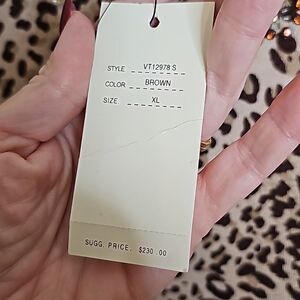 STYLE VT12978 S
COLOR BROWN
SIZE XL
SUGG. PRICE. $230.00